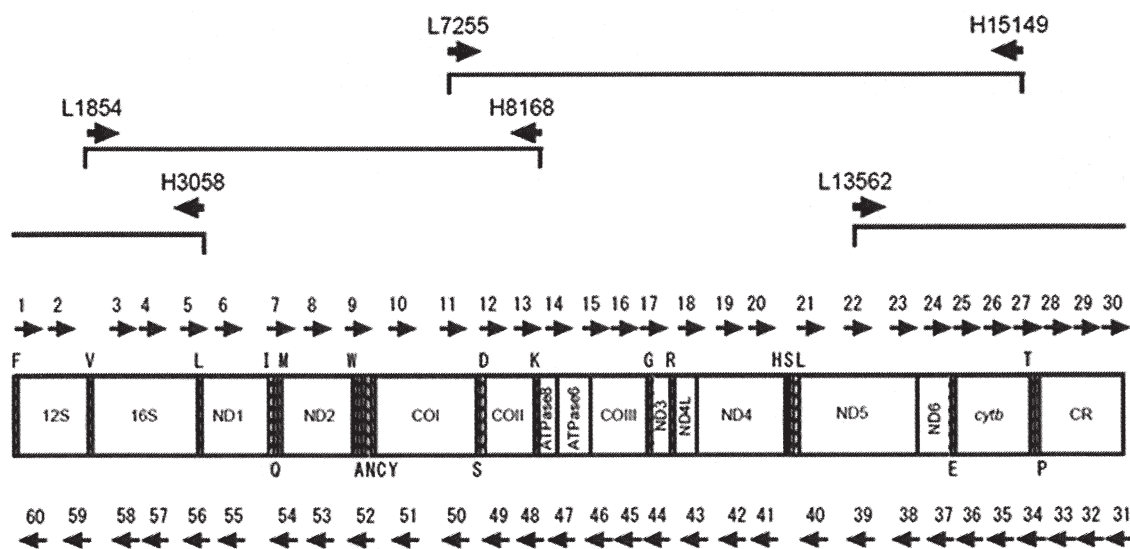 L7255 H15149
L1854 H8168
H3058 L13562
1 2 3 4 5 6 7 8 9 10 11 12 13 14 15 16 17 18 19 20 21 22 23 24 25 26 27 28 29 30
F V L I M W D K G R HSL T
12S 16S ND1 ND2 COI COII ATPase8 ATPase6 COIII ND3 ND4L ND4 ND5 ND6 cytb CR
Q ANCY S E P
60 59 58 57 56 55 54 53 52 51 50 49 48 47 46 45 44 43 42 41 40 39 38 37 36 35 34 33 32 31